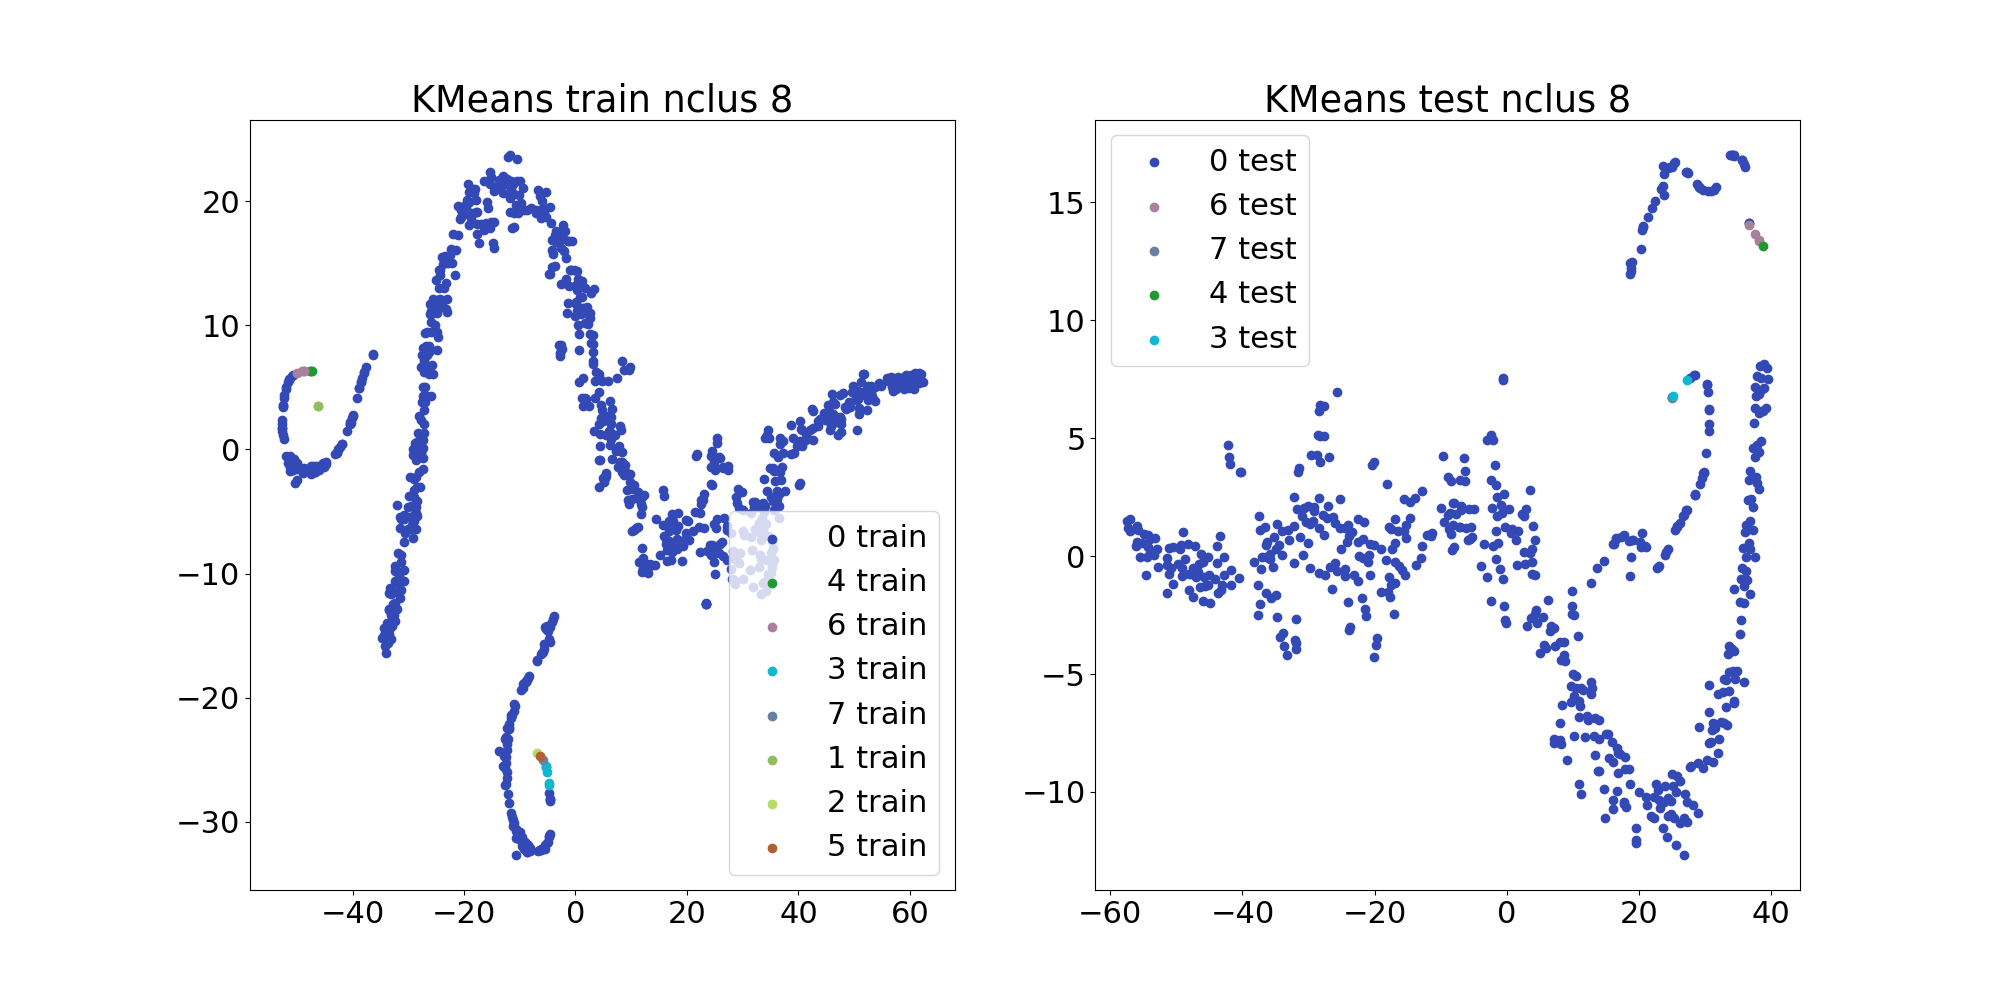 KMeans train nclus 8
20
10
0
−10
−20
−30
−40
−20
0
20
40
60
0 train
4 train
6 train
3 train
7 train
1 train
2 train
5 train
KMeans test nclus 8
15
10
5
0
−5
−10
−60
−40
−20
0
20
40
0 test
6 test
7 test
4 test
3 test